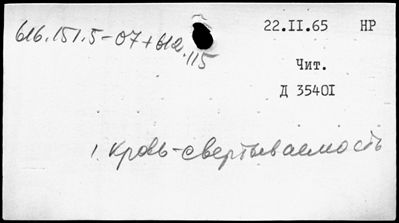 616.151.5-07+612.115
22.II.65 НР
Чит.
Д 35401
1. Кровь-свертываемость